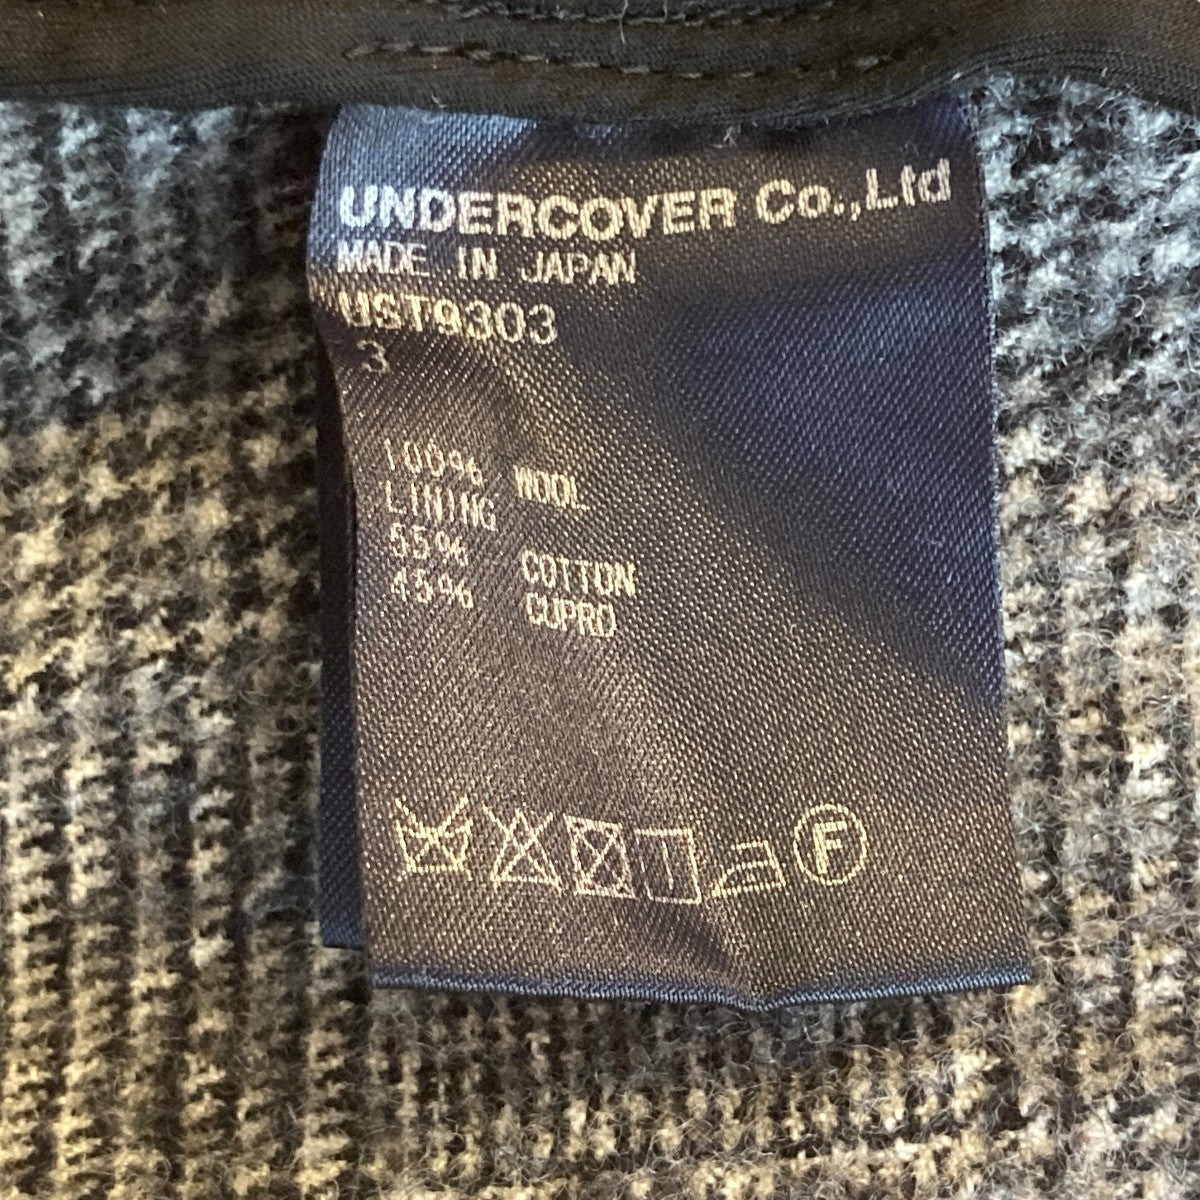 UNDERCOVER Co.,Ltd
MADE IN JAPAN
UST9303
3
100% WOOL
LINING
55% COTTON
45% CUPRO
F